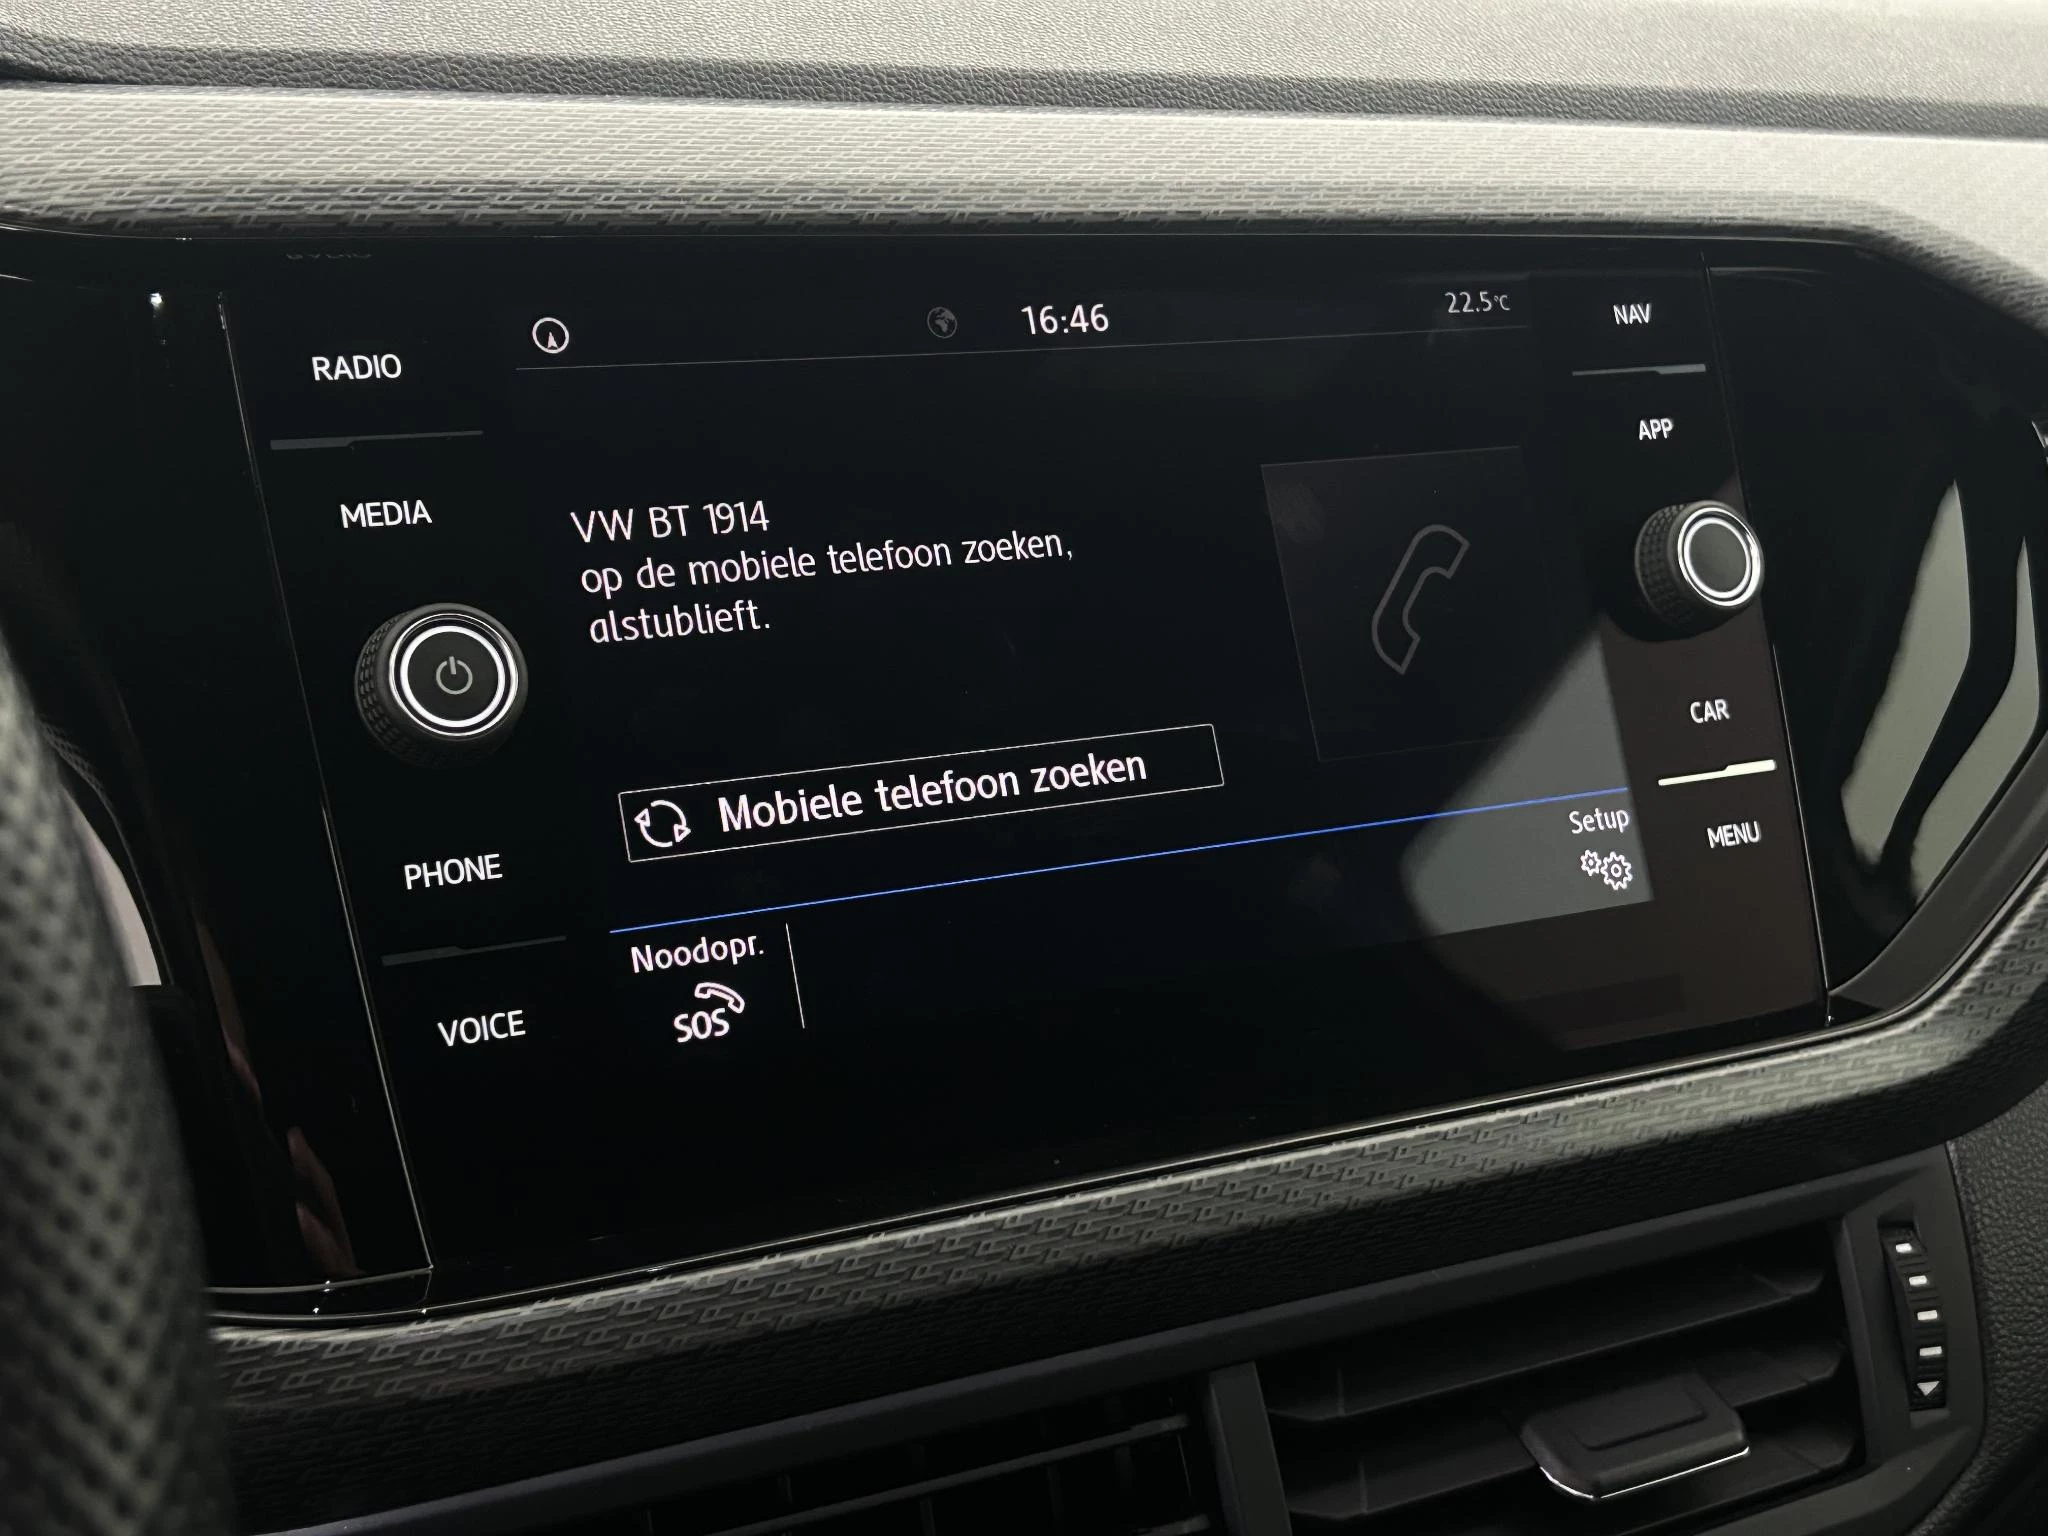 RADIO
MEDIA
PHONE
VOICE
16:46
22.5°C
VW BT 1914
op de mobiele telefoon zoeken,
alstublieft.
Mobiele telefoon zoeken
Setup
Noodopr.
SOS
NAV
APP
CAR
MENU